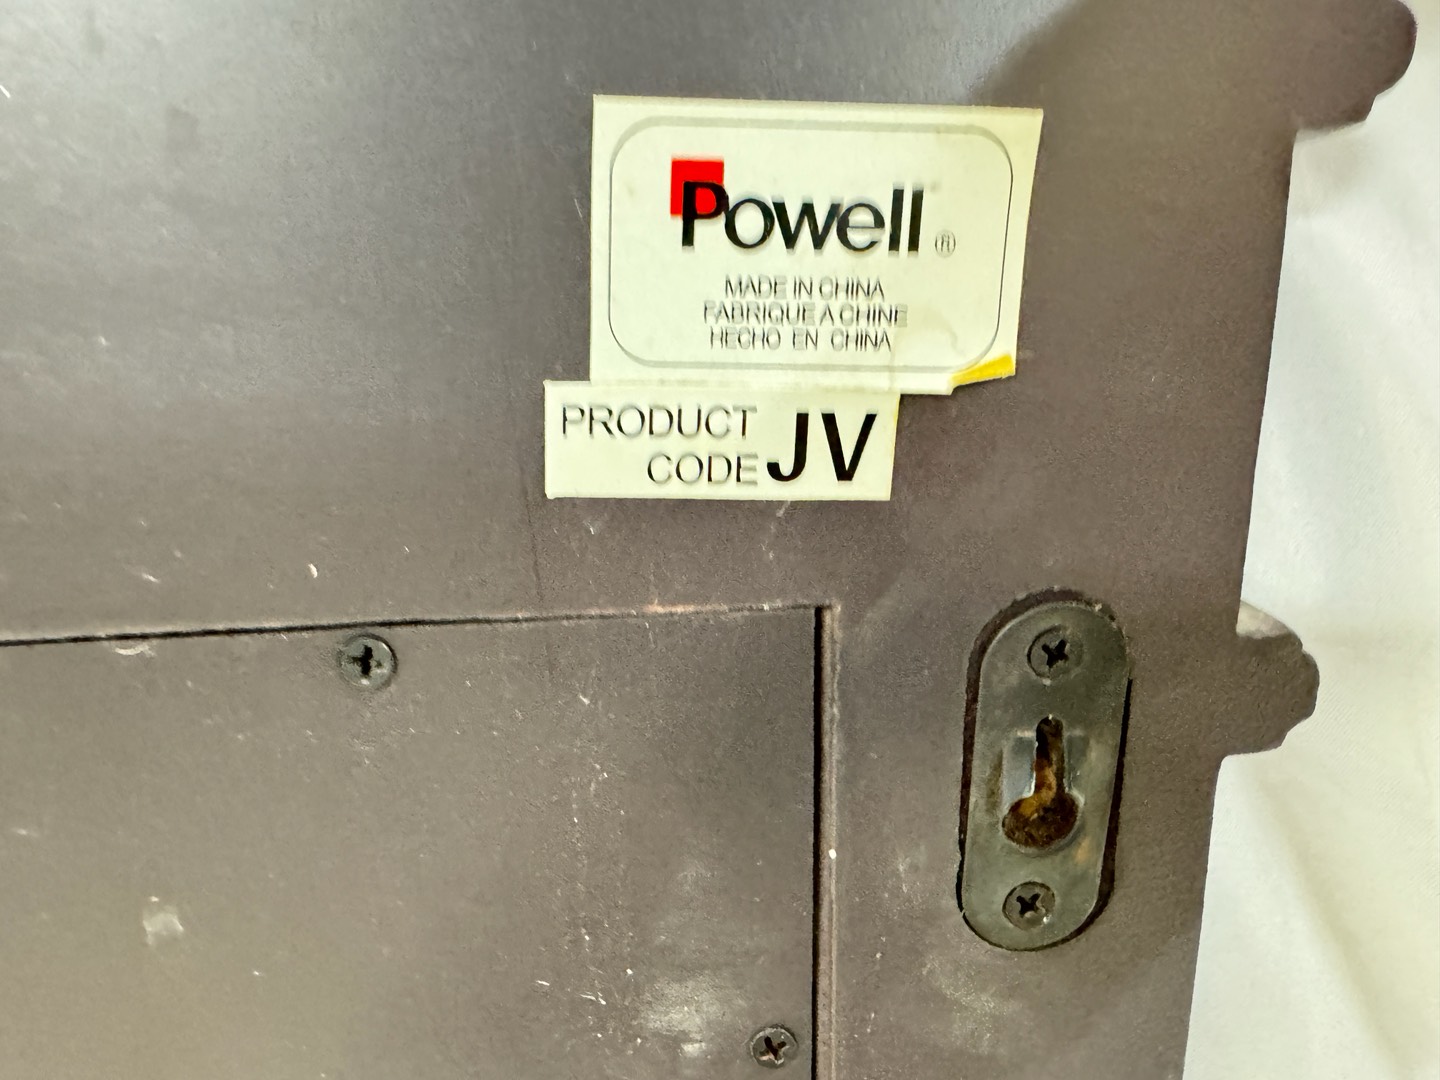 Powell ®
MADE IN CHINA
FABRIQUE A CHINE
HECHO EN CHINA
PRODUCT
CODE JV